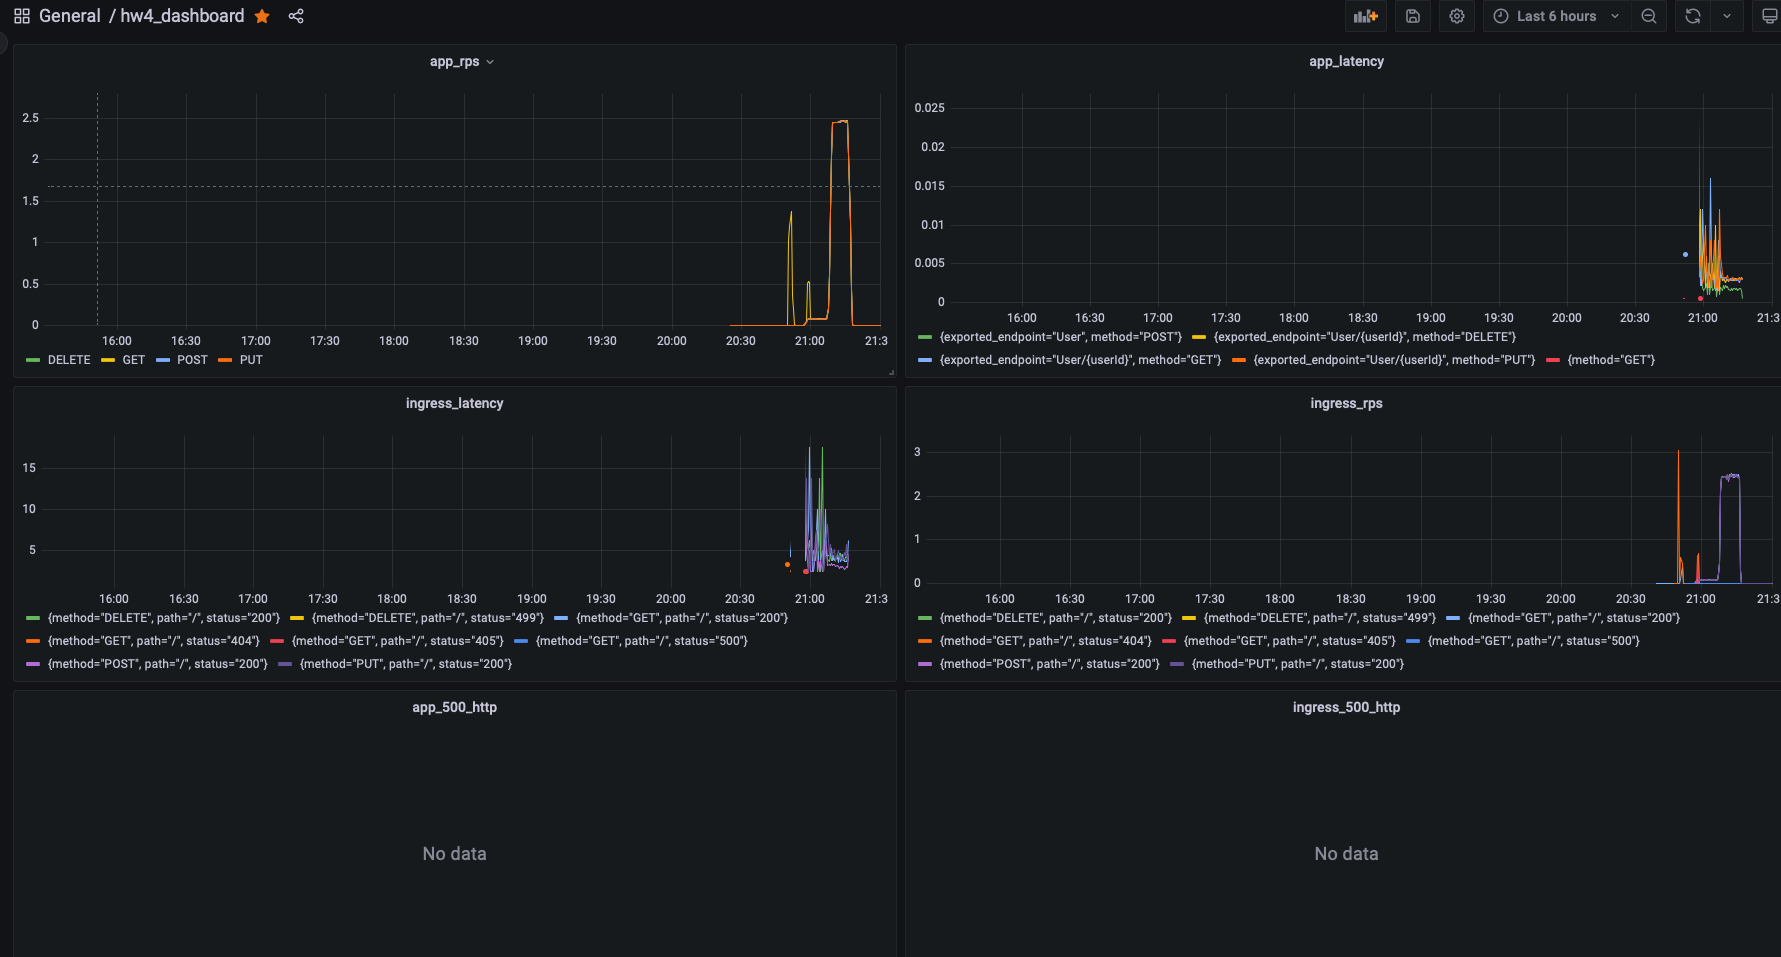 General / hw4_dashboard
Last 6 hours
app_rps
2.5
2
1.5
1
0.5
0
16:00 16:30 17:00 17:30 18:00 18:30 19:00 19:30 20:00 20:30 21:00 21:3
DELETE GET POST PUT
app_latency
0.025
0.02
0.015
0.01
0.005
0
16:00 16:30 17:00 17:30 18:00 18:30 19:00 19:30 20:00 20:30 21:00 21:3
{exported_endpoint="User", method="POST"} {exported_endpoint="User/{userId}", method="DELETE"}
{exported_endpoint="User/{userId}", method="GET"} {exported_endpoint="User/{userId}", method="PUT"} {method="GET"}
ingress_latency
15
10
5
16:00 16:30 17:00 17:30 18:00 18:30 19:00 19:30 20:00 20:30 21:00 21:3
{method="DELETE", path="/", status="200"} {method="DELETE", path="/", status="499"} {method="GET", path="/", status="200"}
{method="GET", path="/", status="404"} {method="GET", path="/", status="405"} {method="GET", path="/", status="500"}
{method="POST", path="/", status="200"} {method="PUT", path="/", status="200"}
ingress_rps
3
2
1
0
16:00 16:30 17:00 17:30 18:00 18:30 19:00 19:30 20:00 20:30 21:00 21:3
{method="DELETE", path="/", status="200"} {method="DELETE", path="/", status="499"} {method="GET", path="/", status="200"}
{method="GET", path="/", status="404"} {method="GET", path="/", status="405"} {method="GET", path="/", status="500"}
{method="POST", path="/", status="200"} {method="PUT", path="/", status="200"}
app_500_http
No data
ingress_500_http
No data